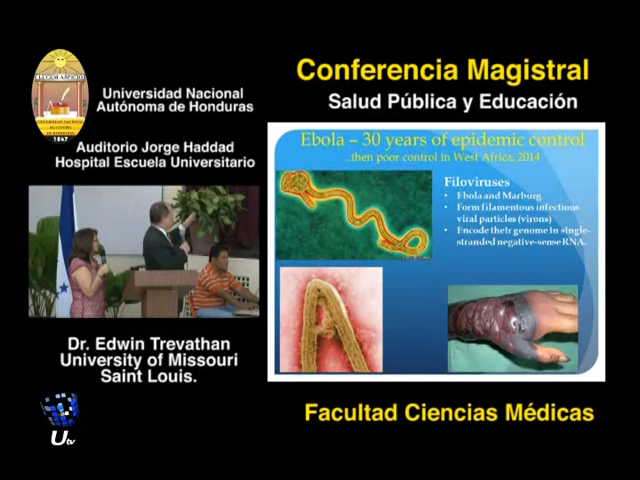 Conferencia Magistral
Salud Pública y Educación
Universidad Nacional
Autónoma de Honduras
1847
Auditorio Jorge Haddad
Hospital Escuela Universitario
Ebola – 30 years of epidemic control
..then poor control in West Africa, 2014
Filoviruses
Ebola and Marburg
Form filamentous infectious
viral particles (virons)
Encode their genome in single-
stranded negative-sense RNA.
Dr. Edwin Trevathan
University of Missouri
Saint Louis.
Facultad Ciencias Médicas
Utv